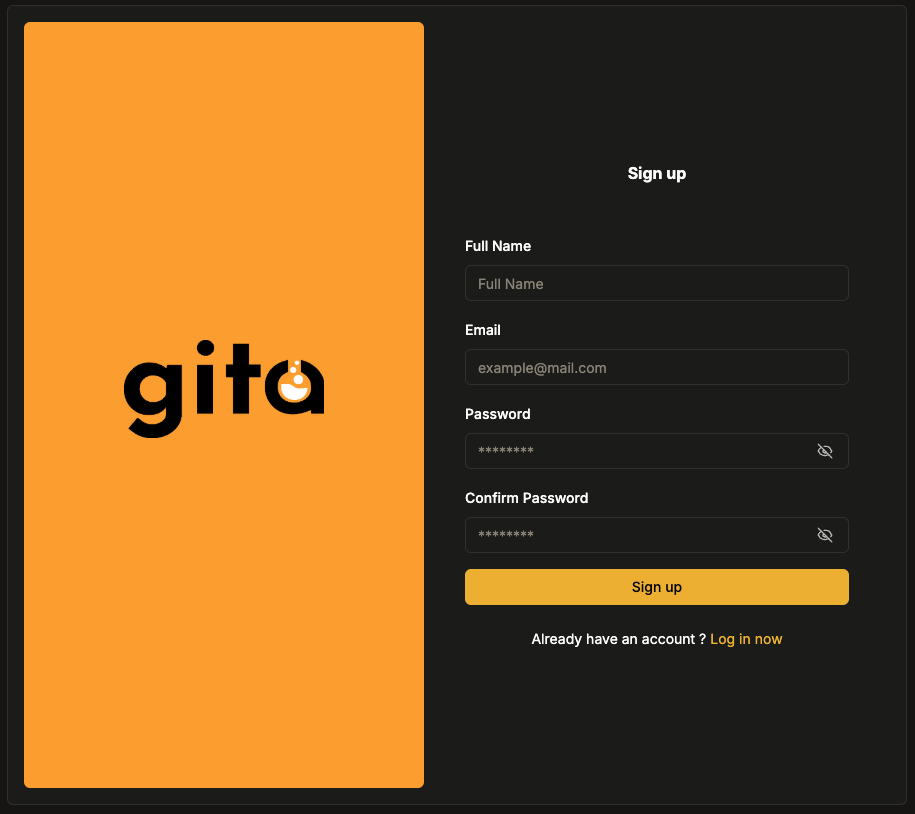 gita
Sign up
Full Name
Full Name
Email
example@mail.com
Password
********
Confirm Password
********
Sign up
Already have an account ? Log in now